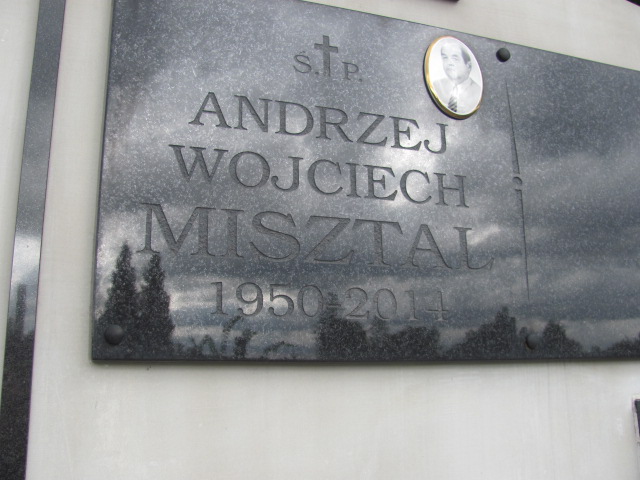 Ś. P.
ANDRZEJ
WOJCIECH
MISZTAL
1950-2014